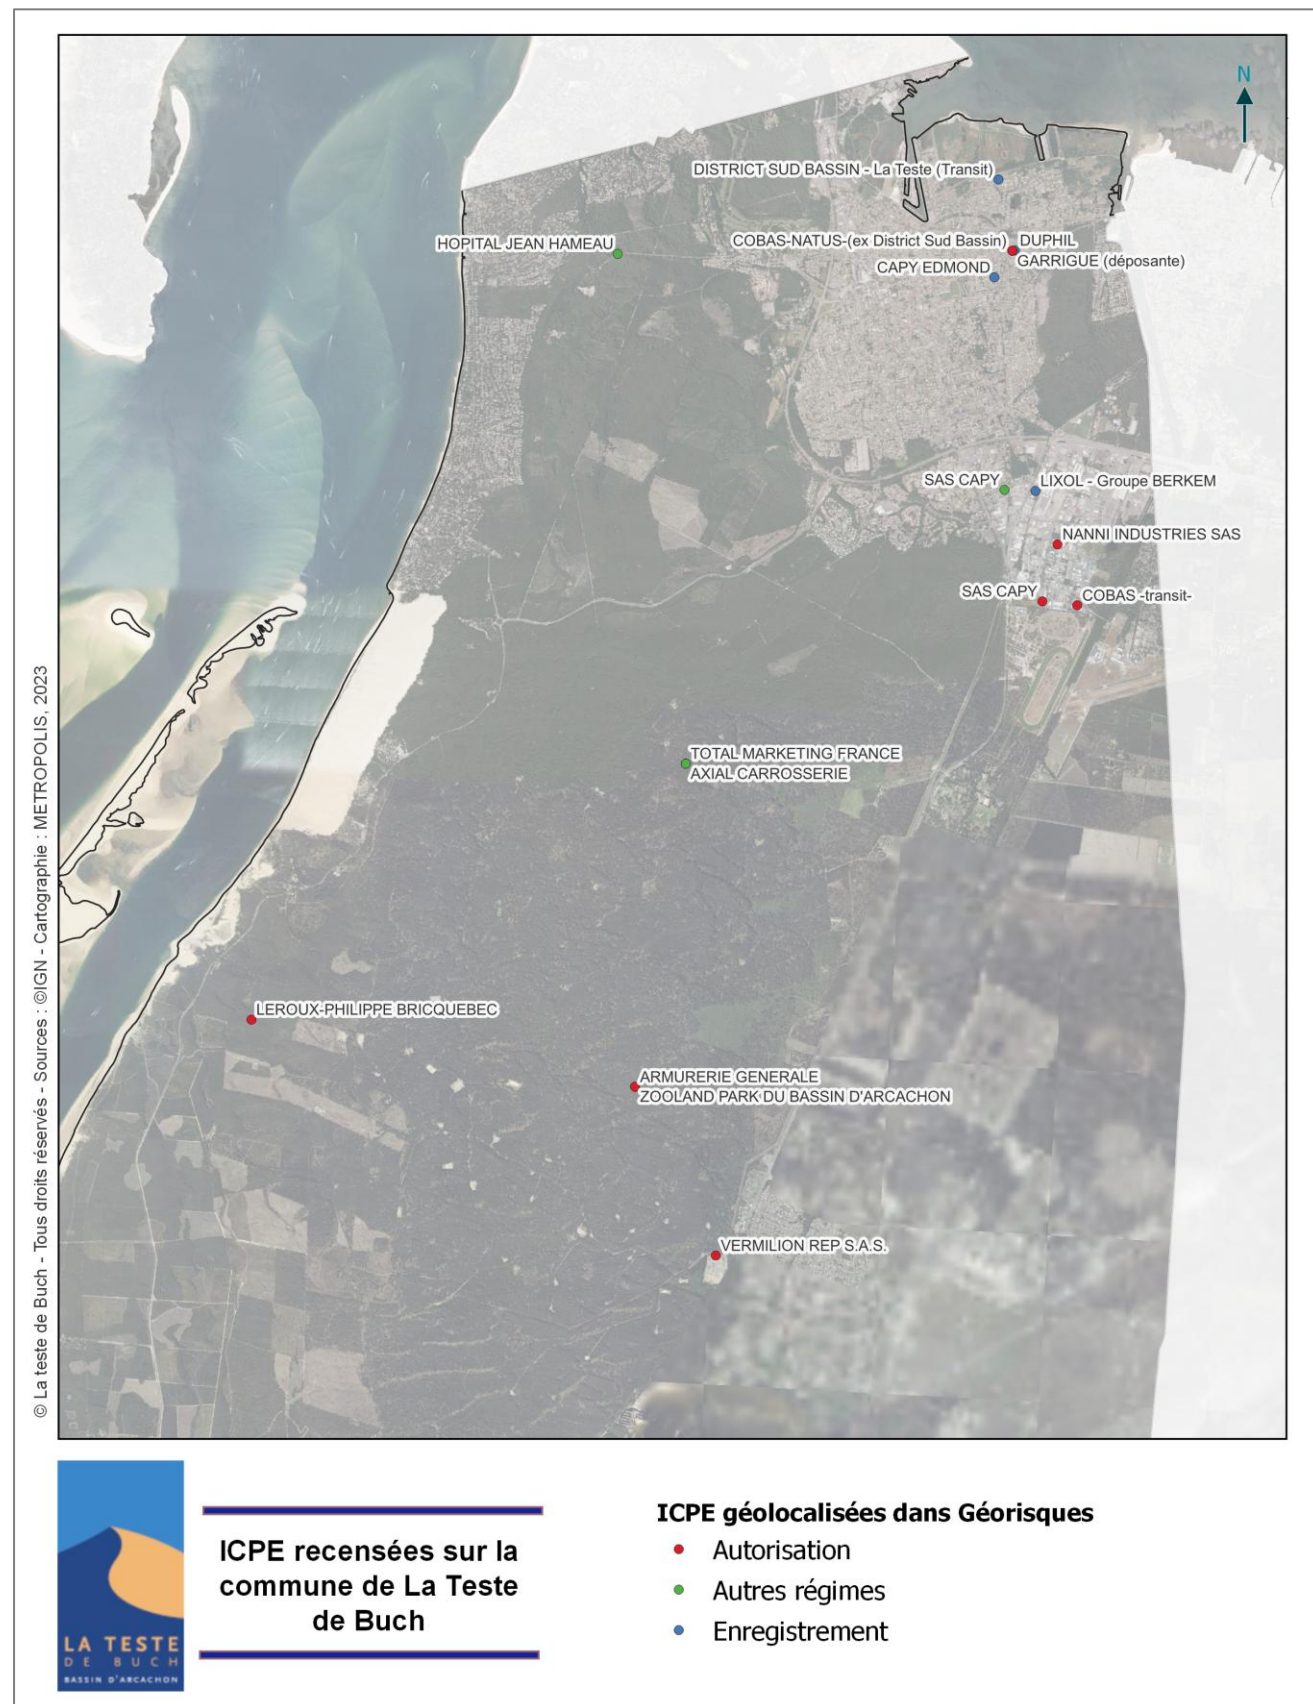 N
DISTRICT SUD BASSIN - La Teste (Transit)
HOPITAL JEAN HAMEAU
COBAS-NATUS-(ex District Sud Bassin)
DUPHIL
GARRIGUE (déposante)
CAPY EDMOND
SAS CAPY
LIXOL - Groupe BERKEM
NANNI INDUSTRIES SAS
SAS CAPY
COBAS -transit-
TOTAL MARKETING FRANCE
AXIAL CARROSSERIE
LEROUX-PHILIPPE BRICQUEBEC
ARMURERIE GENERALE
ZOOLAND PARK DU BASSIN D'ARCACHON
VERMILION REP S.A.S.
© La teste de Buch - Tous droits réservés - Sources : ©IGN - Cartographie : METROPOLIS, 2023
LA TESTE
DE BUCH
BASSIN D'ARCACHON
ICPE recensées sur la
commune de La Teste
de Buch
ICPE géolocalisées dans Géorisques
Autorisation
Autres régimes
Enregistrement